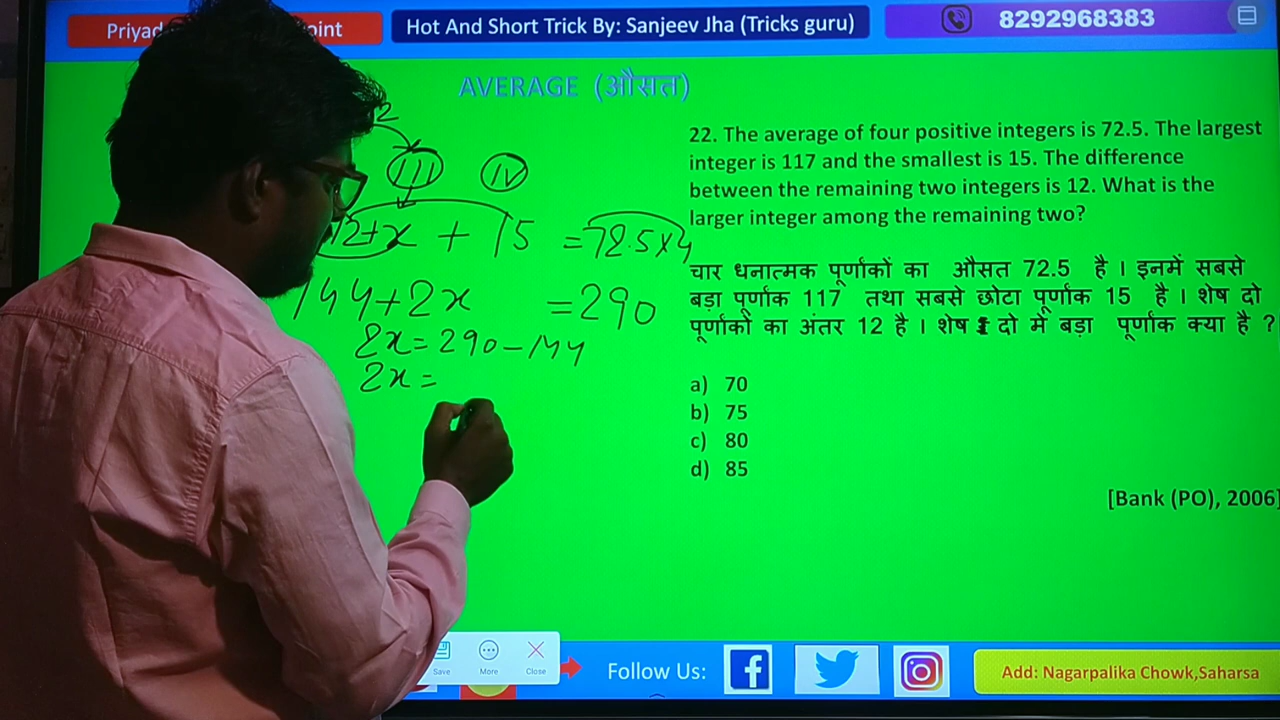 Priyad oint
Hot And Short Trick By: Sanjeev Jha (Tricks guru)
8292968383
AVERAGE (औसत)
2
III IV
12+x + 15 =72.5×4
144+2x =290
2x=290-144
2x=
22. The average of four positive integers is 72.5. The largest
integer is 117 and the smallest is 15. The difference
between the remaining two integers is 12. What is the
larger integer among the remaining two?
चार धनात्मक पूर्णांकों का औसत 72.5 है । इनमें सबसे
बड़ा पूर्णांक 117 तथा सबसे छोटा पूर्णांक 15 है । शेष दो
पूर्णांकों का अंतर 12 है । शेष दो में बड़ा पूर्णांक क्या है ?
a) 70
b) 75
c) 80
d) 85
[Bank (PO), 2006]
Save More Close
Follow Us:
Add: Nagarpalika Chowk,Saharsa